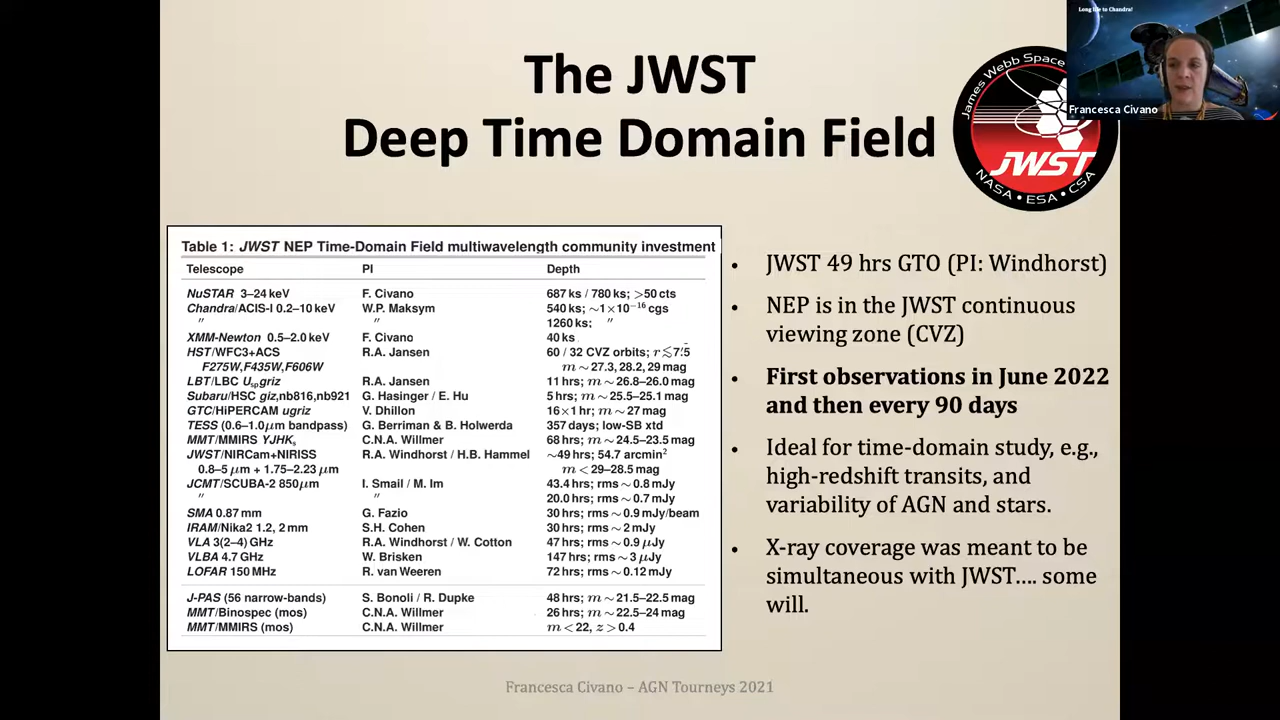 Long life to Chandra!
Francesca Civano
The JWST
Deep Time Domain Field
James Webb Space
JWST
NASA • ESA • CSA
Table 1: JWST NEP Time-Domain Field multiwavelength community investment
Telescope PI Depth
NuSTAR 3–24 keV F. Civano 687 ks / 780 ks; >50 cts
Chandra/ACIS-I 0.2–10 keV W.P. Maksym 540 ks; ~1×10⁻¹⁶ cgs
" " 1260 ks; "
XMM-Newton 0.5–2.0 keV F. Civano 40 ks
HST/WFC3+ACS R.A. Jansen 60 / 32 CVZ orbits; r≲7.′5
F275W,F435W,F606W m∼27.3, 28.2, 29 mag
LBT/LBC Uspgriz R.A. Jansen 11 hrs; m∼26.8–26.0 mag
Subaru/HSC giz,nb816,nb921 G. Hasinger / E. Hu 5 hrs; m∼25.5–25.1 mag
GTC/HiPERCAM ugriz V. Dhillon 16×1 hr; m∼27 mag
TESS (0.6–1.0μm bandpass) G. Berriman & B. Holwerda 357 days; low-SB xtd
MMT/MMIRS YJHKs C.N.A. Willmer 68 hrs; m∼24.5–23.5 mag
JWST/NIRCam+NIRISS R.A. Windhorst / H.B. Hammel ∼49 hrs; 54.7 arcmin²
0.8–5 μm + 1.75–2.23 μm m<29–28.5 mag
JCMT/SCUBA-2 850μm I. Smail / M. Im 43.4 hrs; rms∼0.8 mJy
" " 20.0 hrs; rms∼0.7 mJy
SMA 0.87 mm G. Fazio 30 hrs; rms∼0.9 mJy/beam
IRAM/Nika2 1.2, 2 mm S.H. Cohen 30 hrs; rms∼2 mJy
VLA 3(2–4) GHz R.A. Windhorst / W. Cotton 47 hrs; rms∼0.9 μJy
VLBA 4.7 GHz W. Brisken 147 hrs; rms∼3 μJy
LOFAR 150 MHz R. van Weeren 72 hrs; rms∼0.12 mJy
J-PAS (56 narrow-bands) S. Bonoli / R. Dupke 48 hrs; m∼21.5–22.5 mag
MMT/Binospec (mos) C.N.A. Willmer 26 hrs; m∼22.5–24 mag
MMT/MMIRS (mos) C.N.A. Willmer m<22, z>0.4
• JWST 49 hrs GTO (PI: Windhorst)
• NEP is in the JWST continuous
viewing zone (CVZ)
• First observations in June 2022
and then every 90 days
• Ideal for time-domain study, e.g.,
high-redshift transits, and
variability of AGN and stars.
• X-ray coverage was meant to be
simultaneous with JWST.... some
will.
Francesca Civano – AGN Tourneys 2021